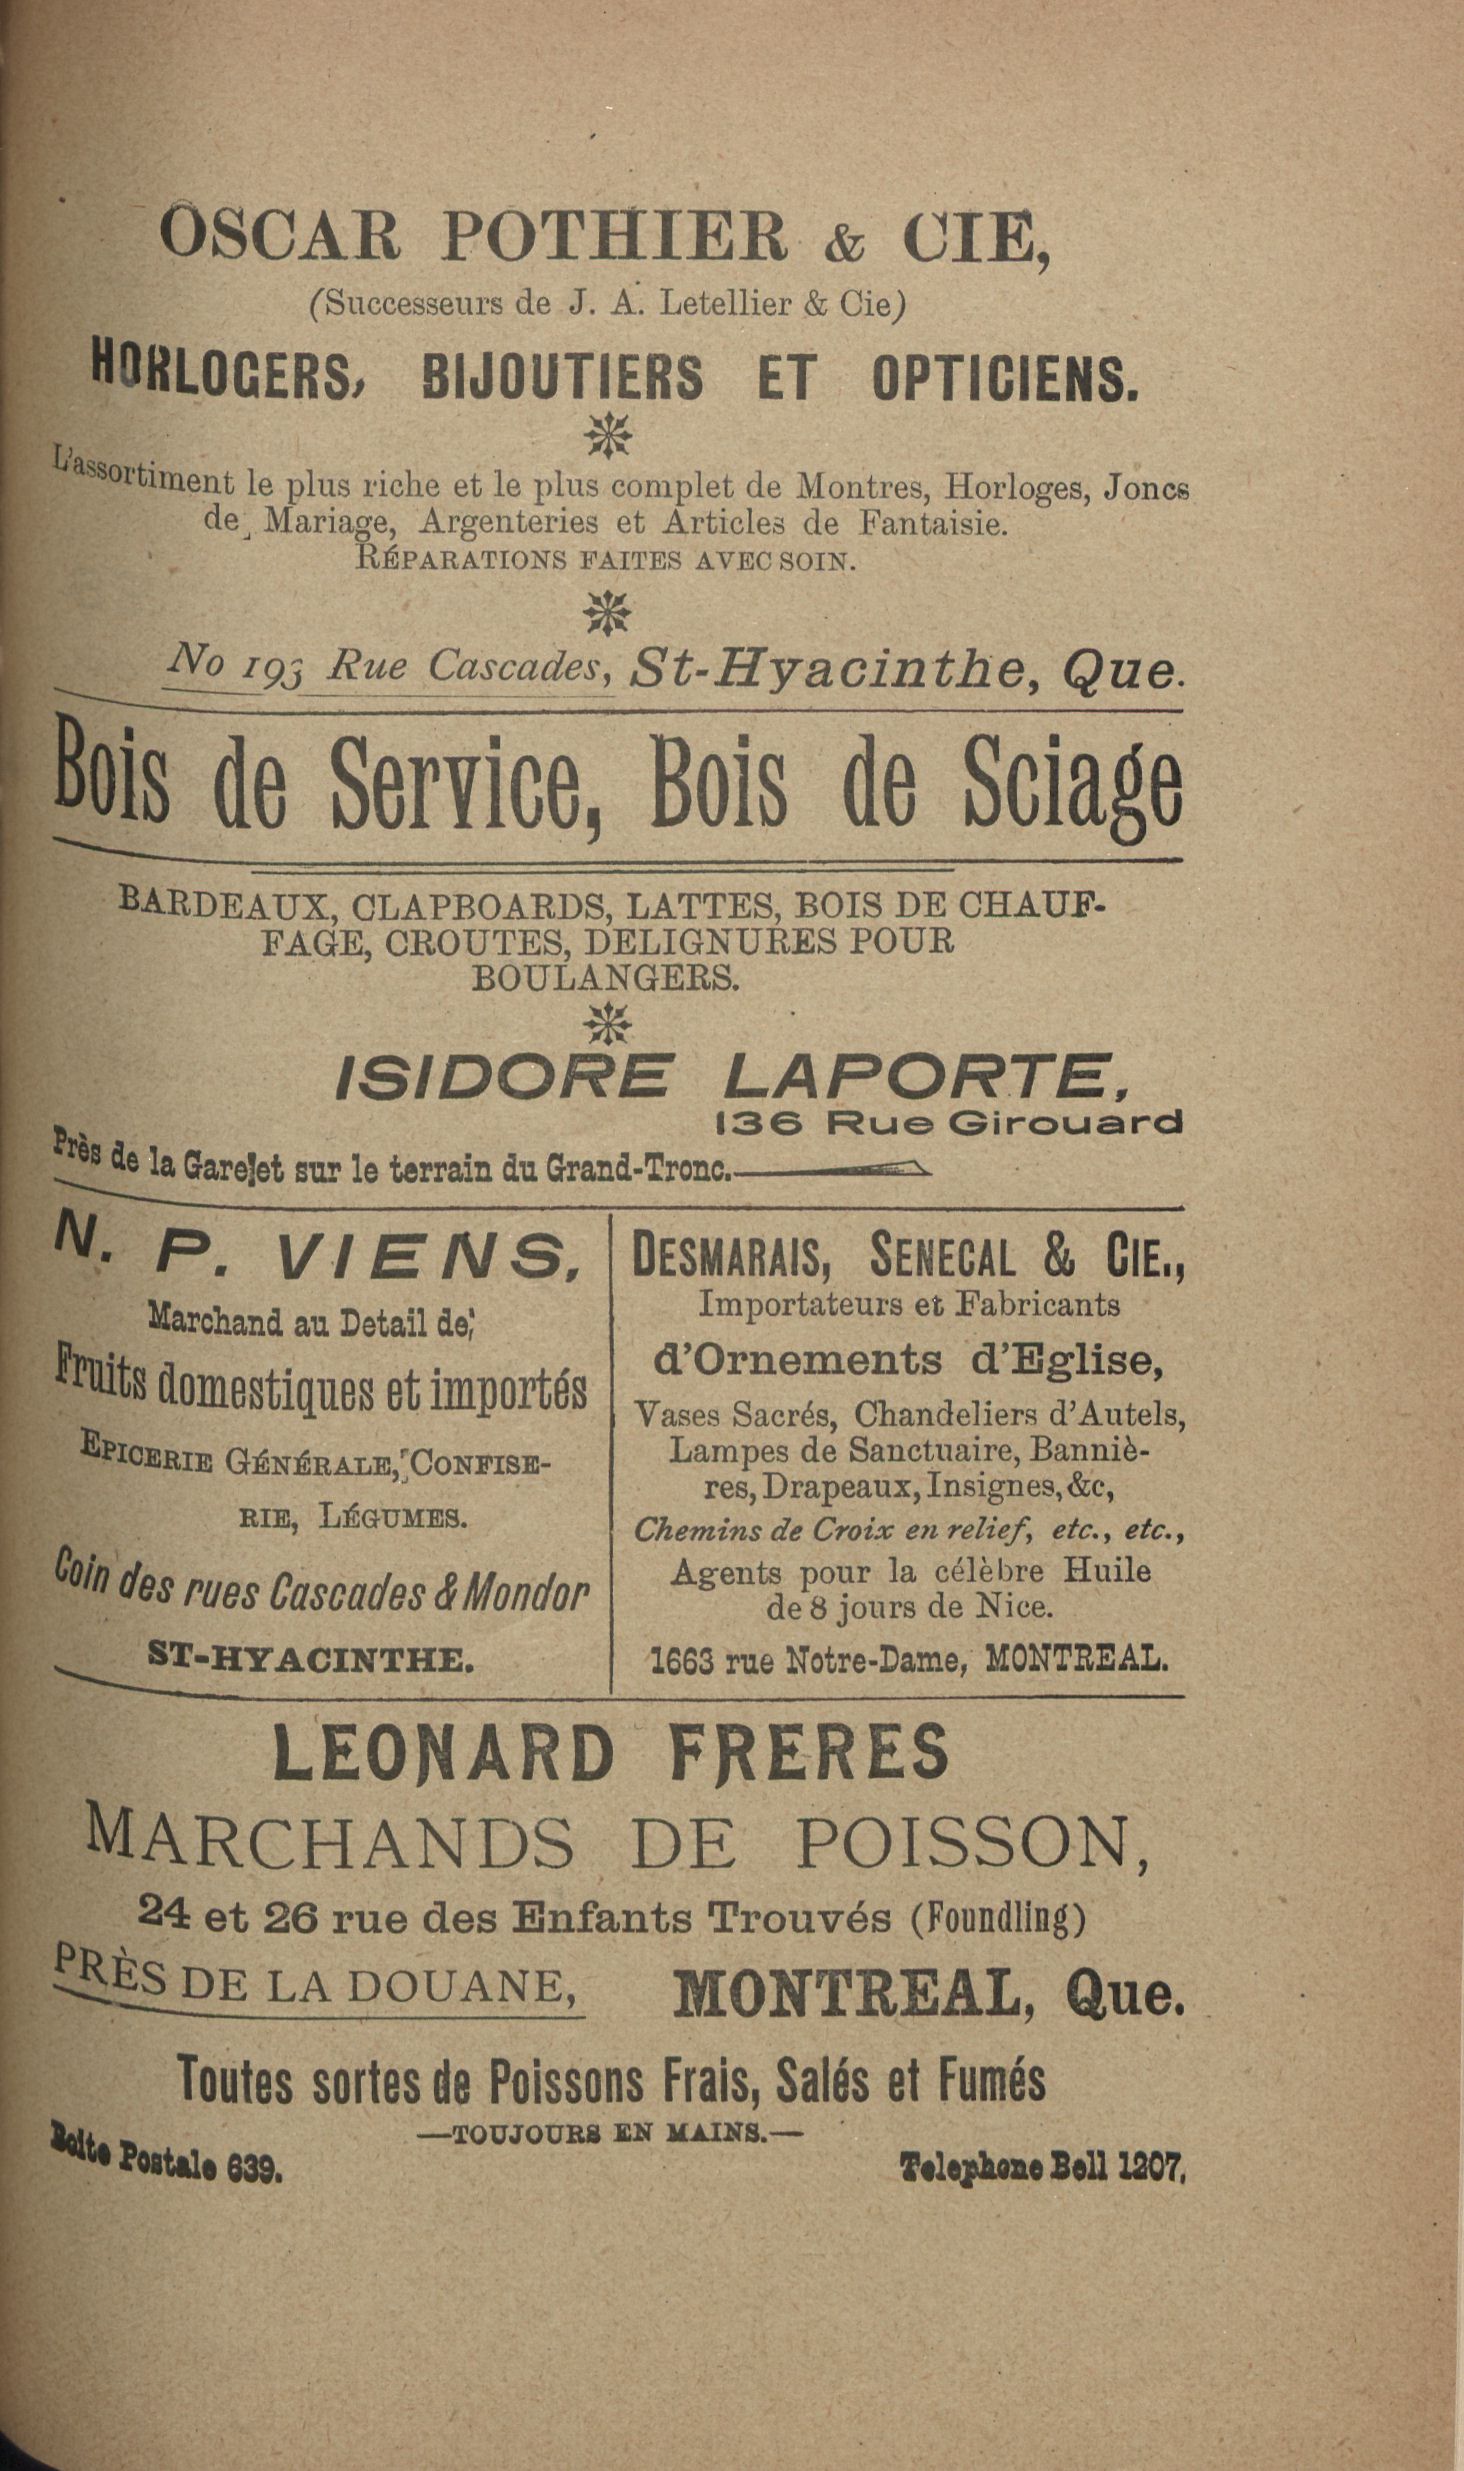 OSCAR POTHIER & CIE,
(Successeurs de J. A. Letellier & Cie)
HORLOGERS, BIJOUTIERS ET OPTICIENS.
L'assortiment le plus riche et le plus complet de Montres, Horloges, Joncs
de Mariage, Argenteries et Articles de Fantaisie.
RÉPARATIONS FAITES AVEC SOIN.
No 193 Rue Cascades, St-Hyacinthe, Que.
Bois de Service, Bois de Sciage
BARDEAUX, CLAPBOARDS, LATTES, BOIS DE CHAUF-
FAGE, CROUTES, DELIGNURES POUR
BOULANGERS.
ISIDORE LAPORTE,
136 Rue Girouard
Près de la Gare et sur le terrain du Grand-Tronc.
N. P. VIENS,
Marchand au Detail de
Fruits domestiques et importés
EPICERIE GÉNÉRALE, CONFISE-
RIE, LÉGUMES.
Coin des rues Cascades & Mondor
ST-HYACINTHE.
DESMARAIS, SENECAL & CIE.,
Importateurs et Fabricants
d'Ornements d'Eglise,
Vases Sacrés, Chandeliers d'Autels,
Lampes de Sanctuaire, Banniè-
res, Drapeaux, Insignes, &c,
Chemins de Croix en relief, etc., etc.,
Agents pour la célèbre Huile
de 8 jours de Nice.
1663 rue Notre-Dame, MONTREAL.
LEONARD FRERES
MARCHANDS DE POISSON,
24 et 26 rue des Enfants Trouvés (Foundling)
PRÈS DE LA DOUANE, MONTREAL, Que.
Toutes sortes de Poissons Frais, Salés et Fumés
—TOUJOURS EN MAINS.—
Boite Postale 639. Telephone Bell 1207,